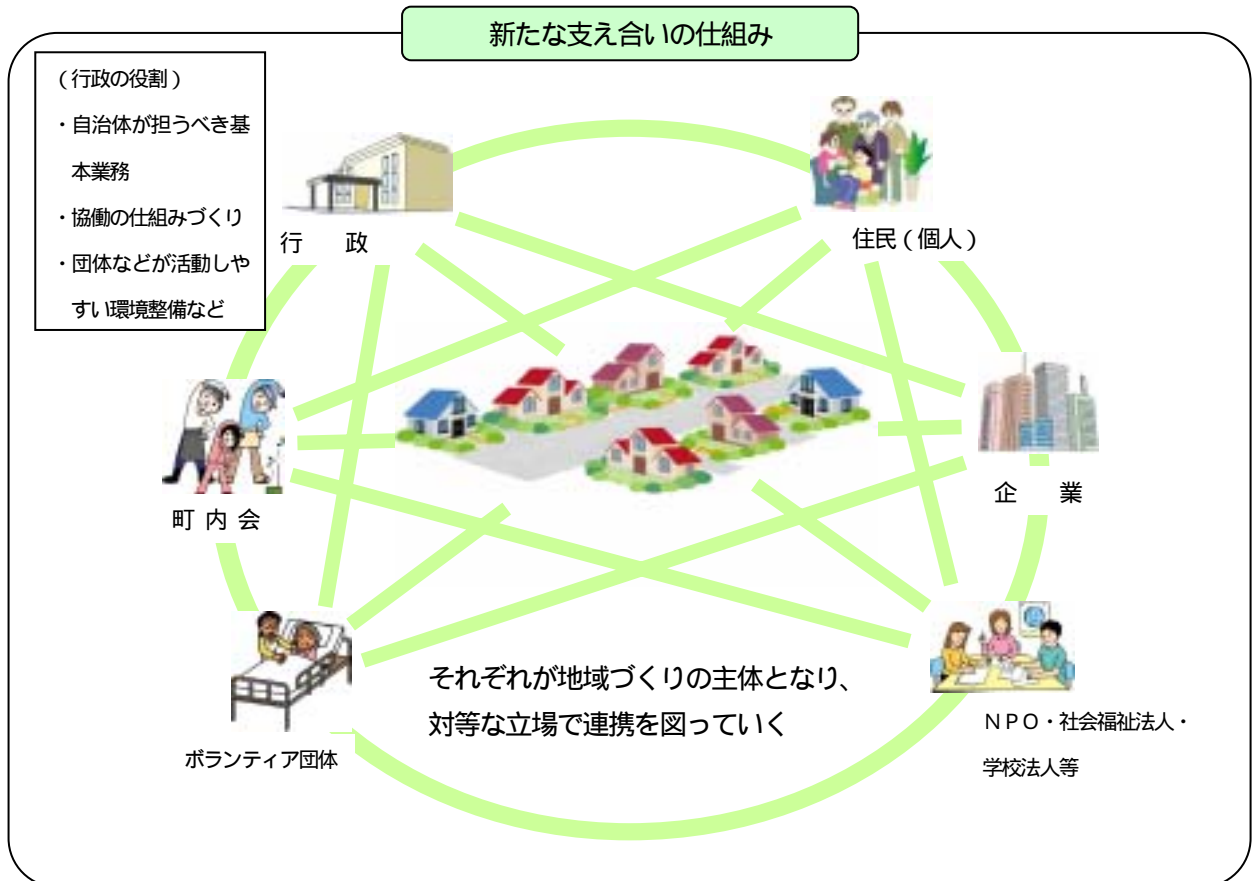 新たな支え合いの仕組み
(行政の役割)
・自治体が担うべき基
本業務
・協働の仕組みづくり
・団体などが活動しや
すい環境整備など
行　政
住民(個人)
町 内 会
企　業
それぞれが地域づくりの主体となり、
対等な立場で連携を図っていく
ボランティア団体
ＮＰＯ・社会福祉法人・
学校法人等